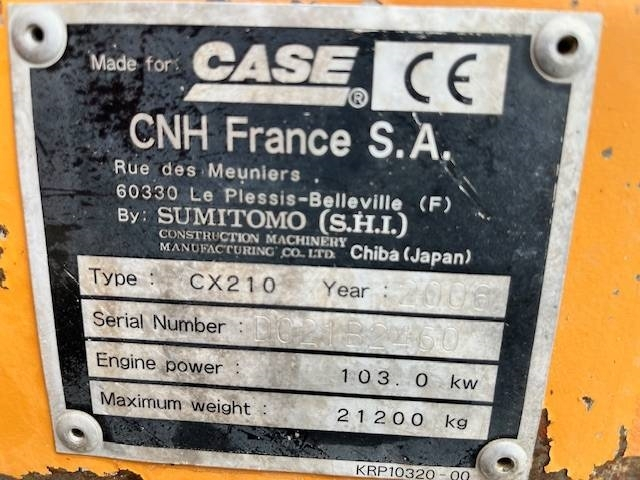 Made for: CASE ® CE
CNH France S.A.
Rue des Meuniers
60330 Le Plessis-Belleville (F)
By: SUMITOMO (S.H.I.)
CONSTRUCTION MACHINERY
MANUFACTURING CO., LTD. Chiba (Japan)
Type : CX210 Year : 2006
Serial Number : D021B2460
Engine power : 103.0 kw
Maximum weight : 21200 kg
KRP10320-00